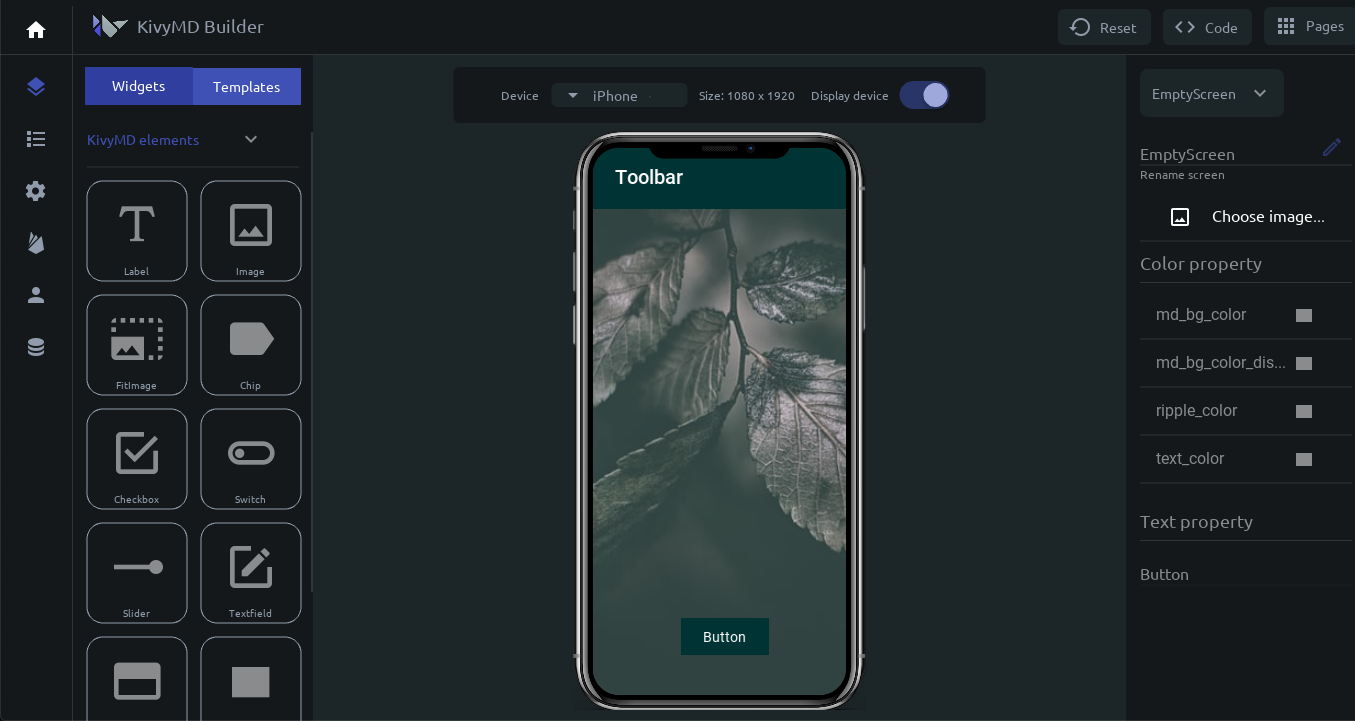 KivyMD Builder
Reset
Code
Pages
Widgets
Templates
KivyMD elements
Label
Image
FitImage
Chip
Checkbox
Switch
Slider
Textfield
Device
iPhone
Size: 1080 x 1920
Display device
Toolbar
Button
EmptyScreen
EmptyScreen
Rename screen
Choose image...
Color property
md_bg_color
md_bg_color_dis...
ripple_color
text_color
Text property
Button